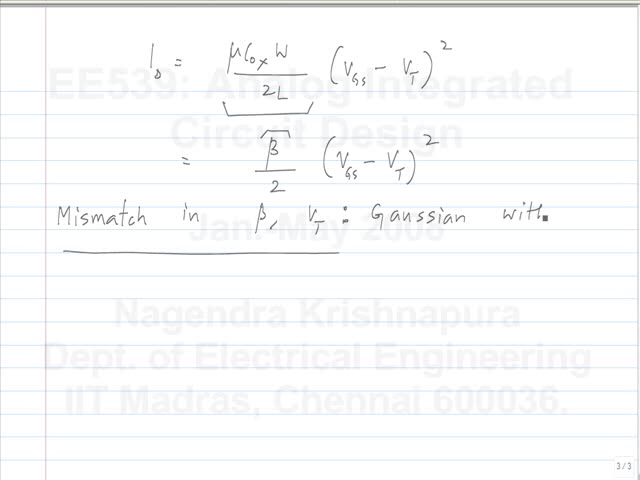 I_D = μC_ox W / 2L (V_GS − V_T)^2
EE539: Analog Integrated
Circuit Design
= β / 2 (V_GS − V_T)^2
Mismatch in β, V_T : Gaussian with
Jan.-May 2008
Nagendra Krishnapura
Dept. of Electrical Engineering
IIT Madras, Chennai 600036.
3/3